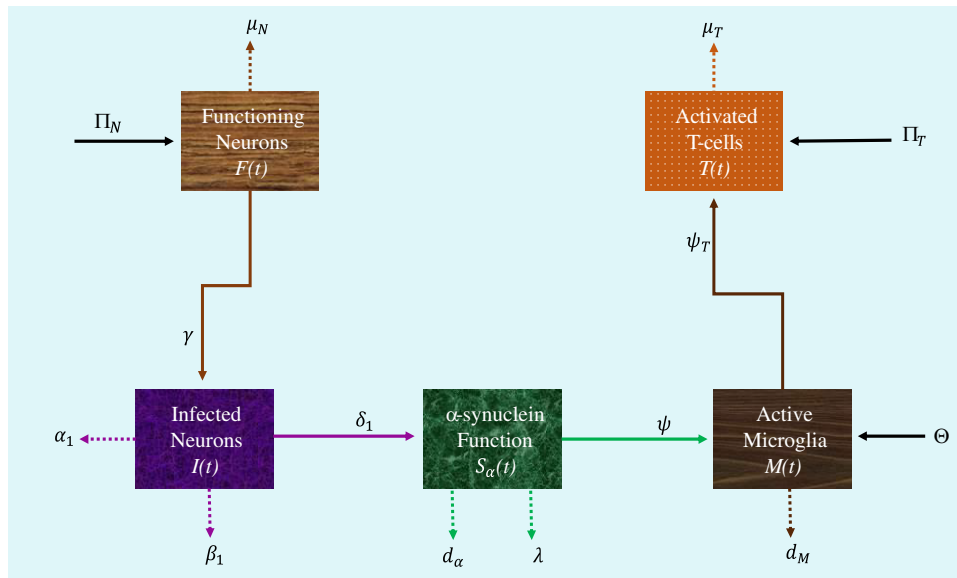 μ_N
μ_T
Π_N
Functioning
Neurons
F(t)
Activated
T-cells
T(t)
Π_T
ψ_T
γ
Infected
Neurons
I(t)
α_1
β_1
δ_1
α-synuclein
Function
S_α(t)
d_α
λ
ψ
Active
Microglia
M(t)
Θ
d_M